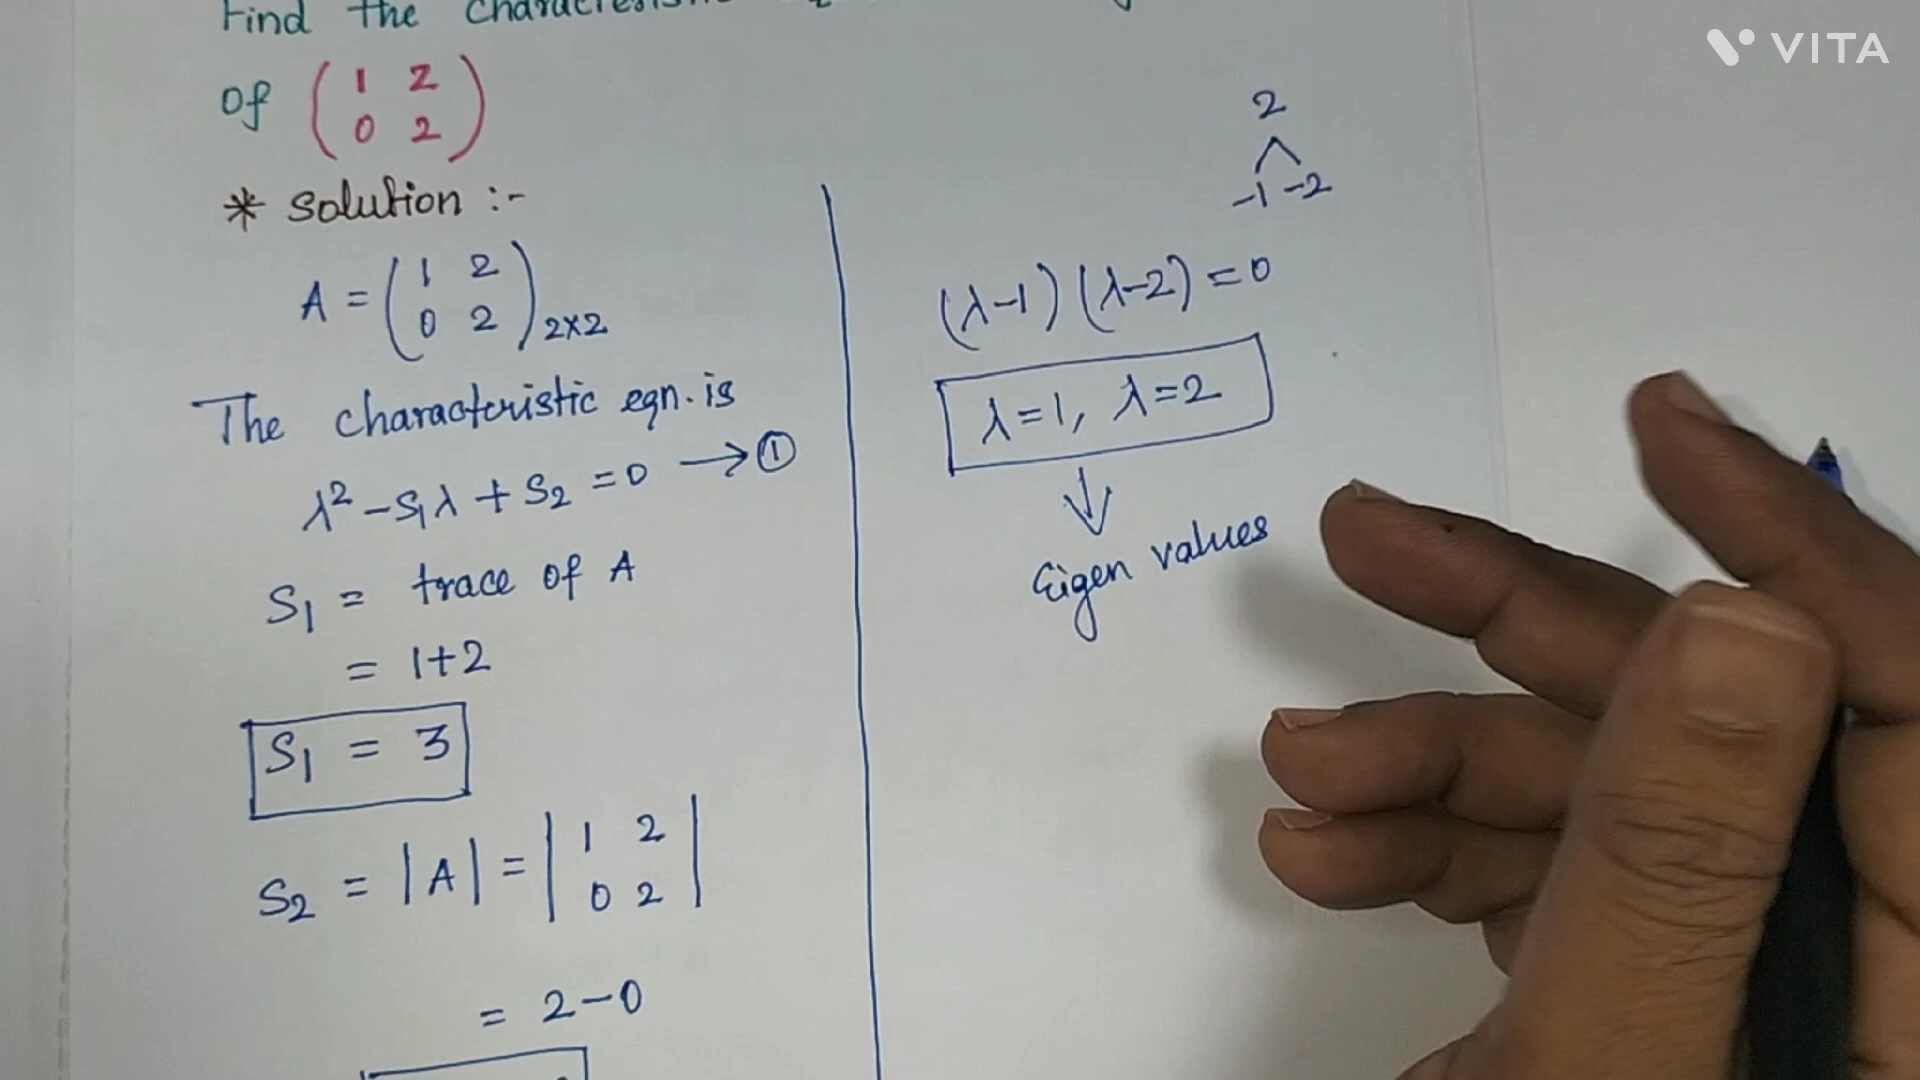 Find the
of ( 1 2
0 2 )
* Solution :-
A = ( 1 2
0 2 ) 2×2
The characteristic eqn. is
λ² - S₁λ + S₂ = 0 → ①
S₁ = trace of A
= 1+2
S₁ = 3
S₂ = |A| = | 1 2
0 2 |
= 2-0
2
-1 -2
(λ-1) (λ-2) = 0
λ=1, λ=2
↓
Eigen values
VITA